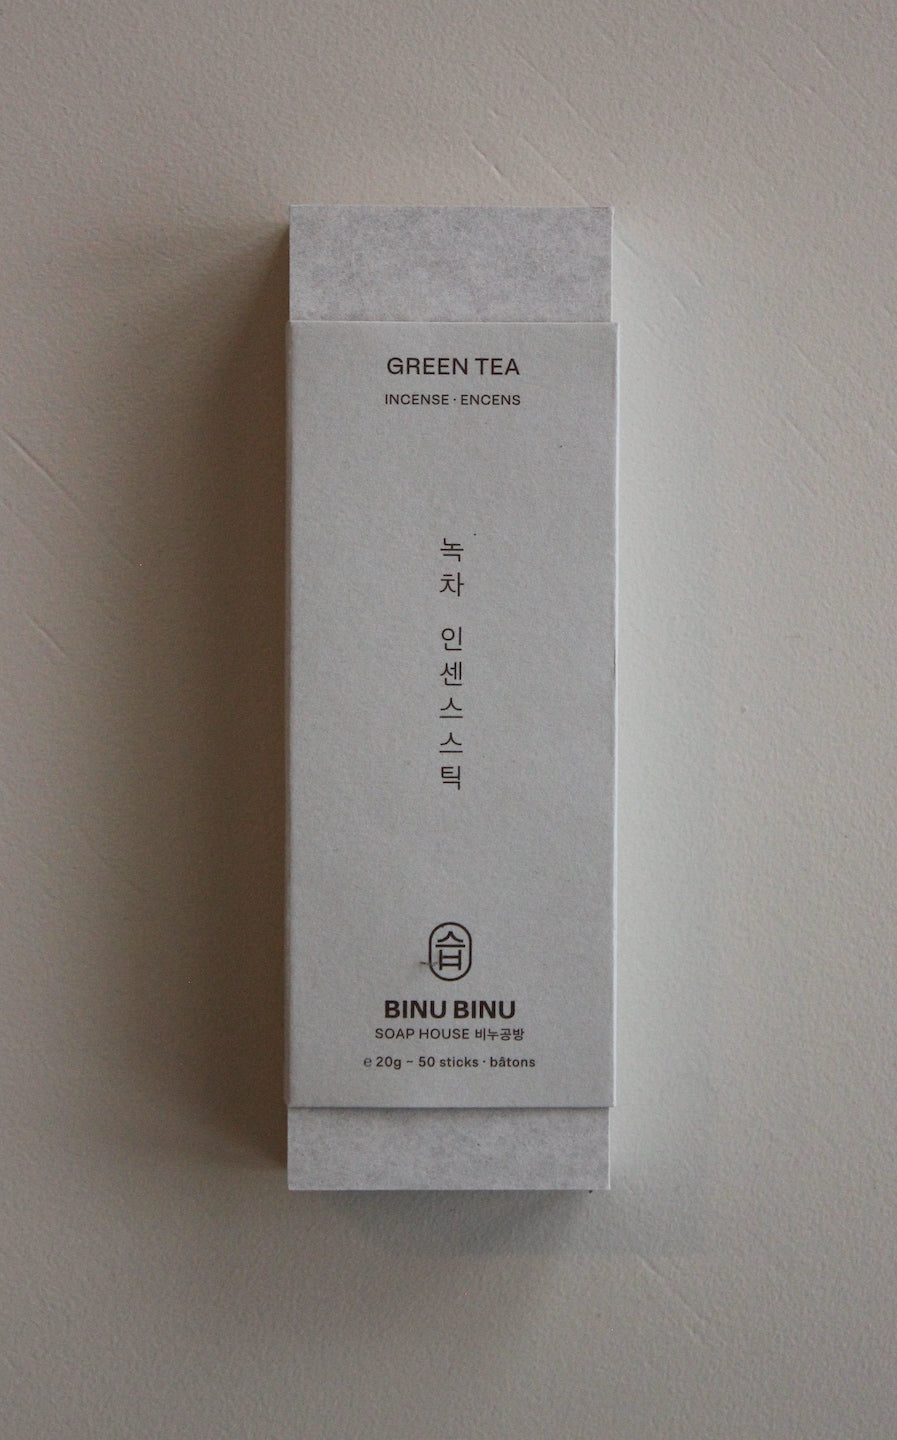 GREEN TEA
INCENSE · ENCENS
녹차 인센스스틱
습
BINU BINU
SOAP HOUSE 비누공방
℮ 20g ~ 50 sticks · bâtons